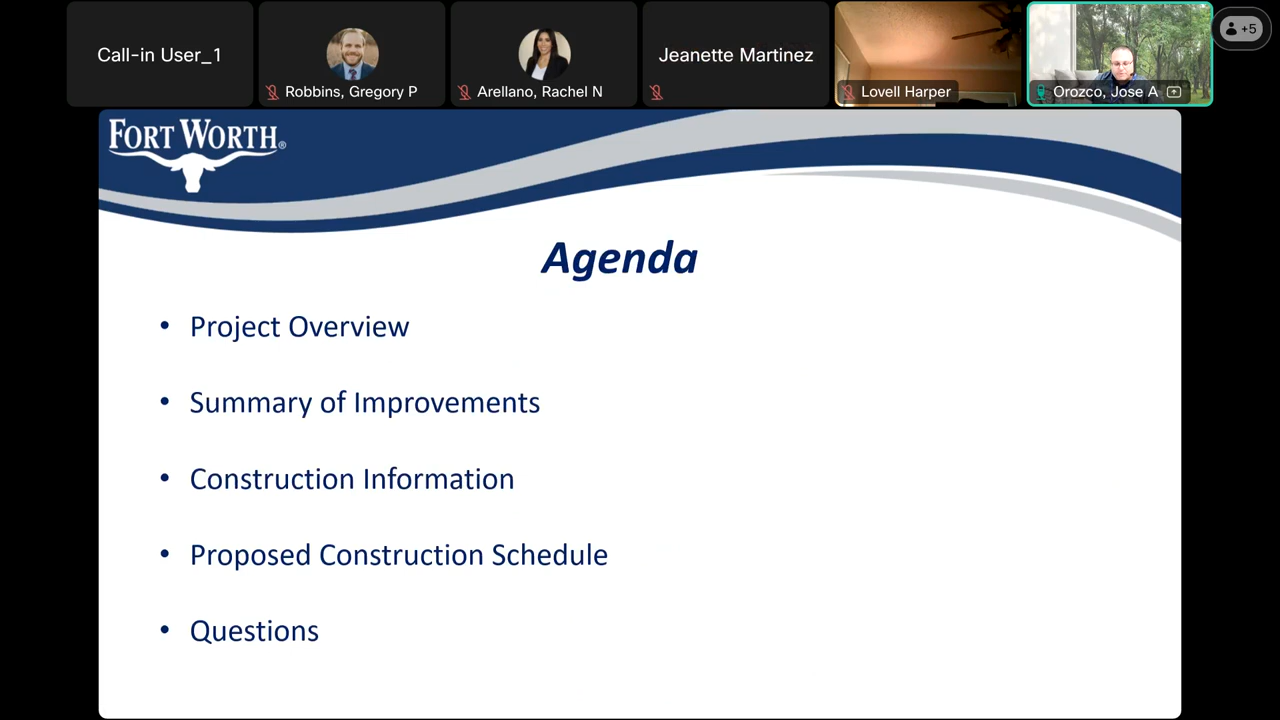 Call-in User_1
Robbins, Gregory P
Arellano, Rachel N
Jeanette Martinez
Lovell Harper
Orozco, Jose A
+5
FORT WORTH®
Agenda
• Project Overview
• Summary of Improvements
• Construction Information
• Proposed Construction Schedule
• Questions